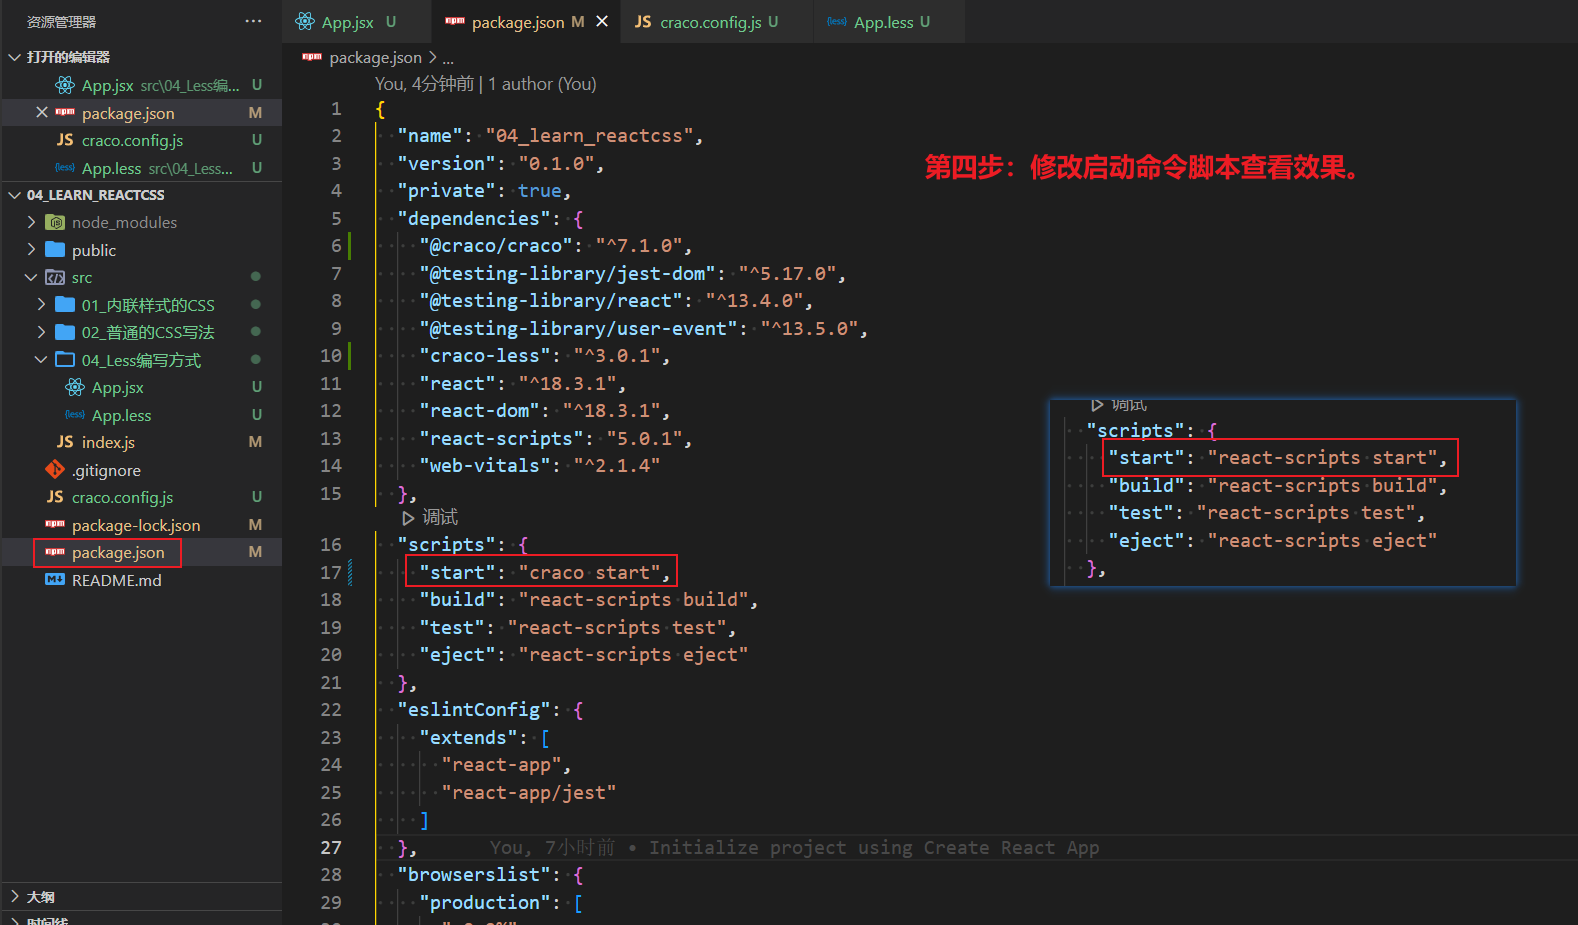 资源管理器
App.jsx U
package.json M
craco.config.js U
App.less U
打开的编辑器
App.jsx src\04_Less编... U
package.json M
craco.config.js U
App.less src\04_Less... U
04_LEARN_REACTCSS
node_modules
public
src
01_内联样式的CSS
02_普通的CSS写法
04_Less编写方式
App.jsx U
App.less U
index.js M
.gitignore
craco.config.js U
package-lock.json M
package.json M
README.md
大纲
时间线
package.json > ...
You, 4分钟前 | 1 author (You)
1 {
2 "name": "04_learn_reactcss",
3 "version": "0.1.0",
4 "private": true,
5 "dependencies": {
6 "@craco/craco": "^7.1.0",
7 "@testing-library/jest-dom": "^5.17.0",
8 "@testing-library/react": "^13.4.0",
9 "@testing-library/user-event": "^13.5.0",
10 "craco-less": "^3.0.1",
11 "react": "^18.3.1",
12 "react-dom": "^18.3.1",
13 "react-scripts": "5.0.1",
14 "web-vitals": "^2.1.4"
15 },
调试
16 "scripts": {
17 "start": "craco start",
18 "build": "react-scripts build",
19 "test": "react-scripts test",
20 "eject": "react-scripts eject"
21 },
22 "eslintConfig": {
23 "extends": [
24 "react-app",
25 "react-app/jest"
26 ]
27 }, You, 7小时前 • Initialize project using Create React App
28 "browserslist": {
29 "production": [
第四步：修改启动命令脚本查看效果。
调试
"scripts": {
"start": "react-scripts start",
"build": "react-scripts build",
"test": "react-scripts test",
"eject": "react-scripts eject"
},